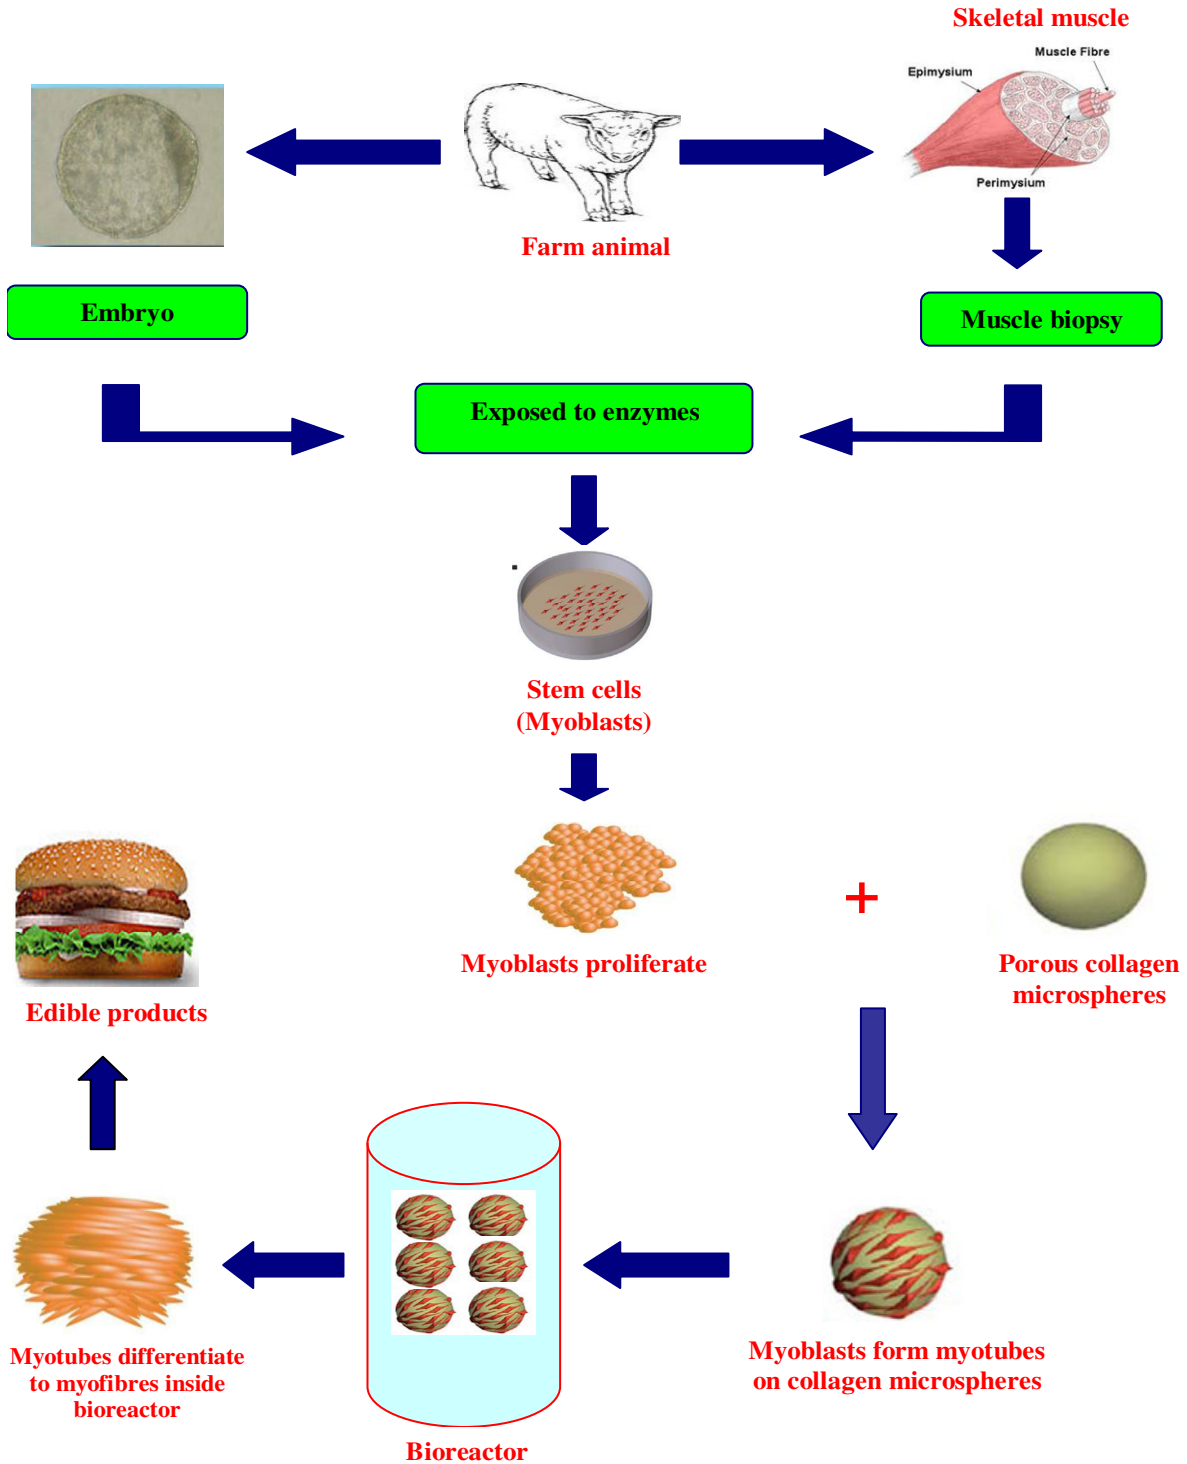 Skeletal muscle
Muscle Fibre
Epimysium
Perimysium
Farm animal
Embryo
Muscle biopsy
Exposed to enzymes
Stem cells
(Myoblasts)
Myoblasts proliferate
+
Porous collagen
microspheres
Edible products
Myoblasts form myotubes
on collagen microspheres
Bioreactor
Myotubes differentiate
to myofibres inside
bioreactor